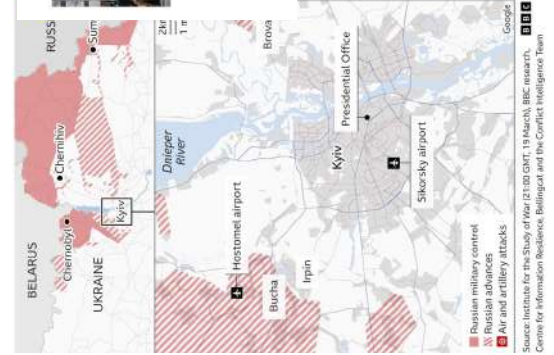 BELARUS
RUSS
Chernihiv
Sum
Chernobyl
UKRAINE
Kyiv
2km
1 m
Dnieper
River
Brova
Hostomel airport
Bucha
Irpin
Kyiv
Presidential Office
Sikorsky airport
Russian military control
Russian advances
Air and artillery attacks
Google
Source: Institute for the Study of War (21:00 GMT, 19 March), BBC research,
Centre for Information Resilience, Bellingcat and the Conflict Intelligence Team
BBC